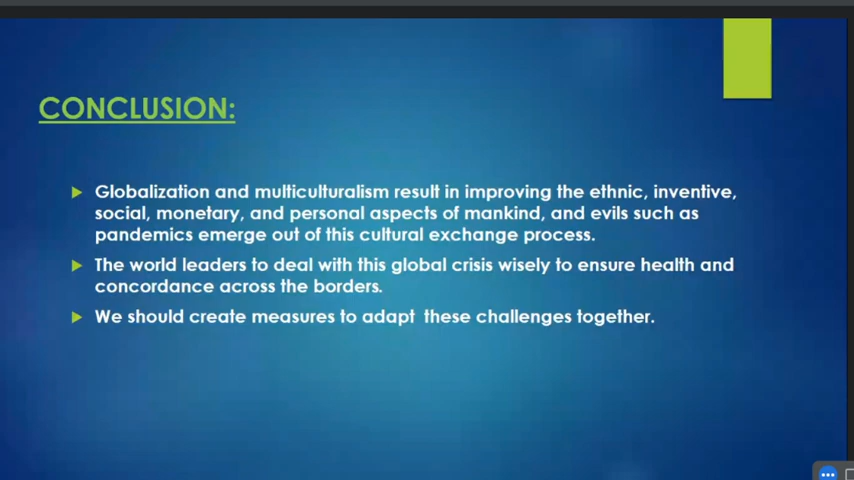 CONCLUSION:
Globalization and multiculturalism result in improving the ethnic, inventive,
social, monetary, and personal aspects of mankind, and evils such as
pandemics emerge out of this cultural exchange process.
The world leaders to deal with this global crisis wisely to ensure health and
concordance across the borders.
We should create measures to adapt  these challenges together.